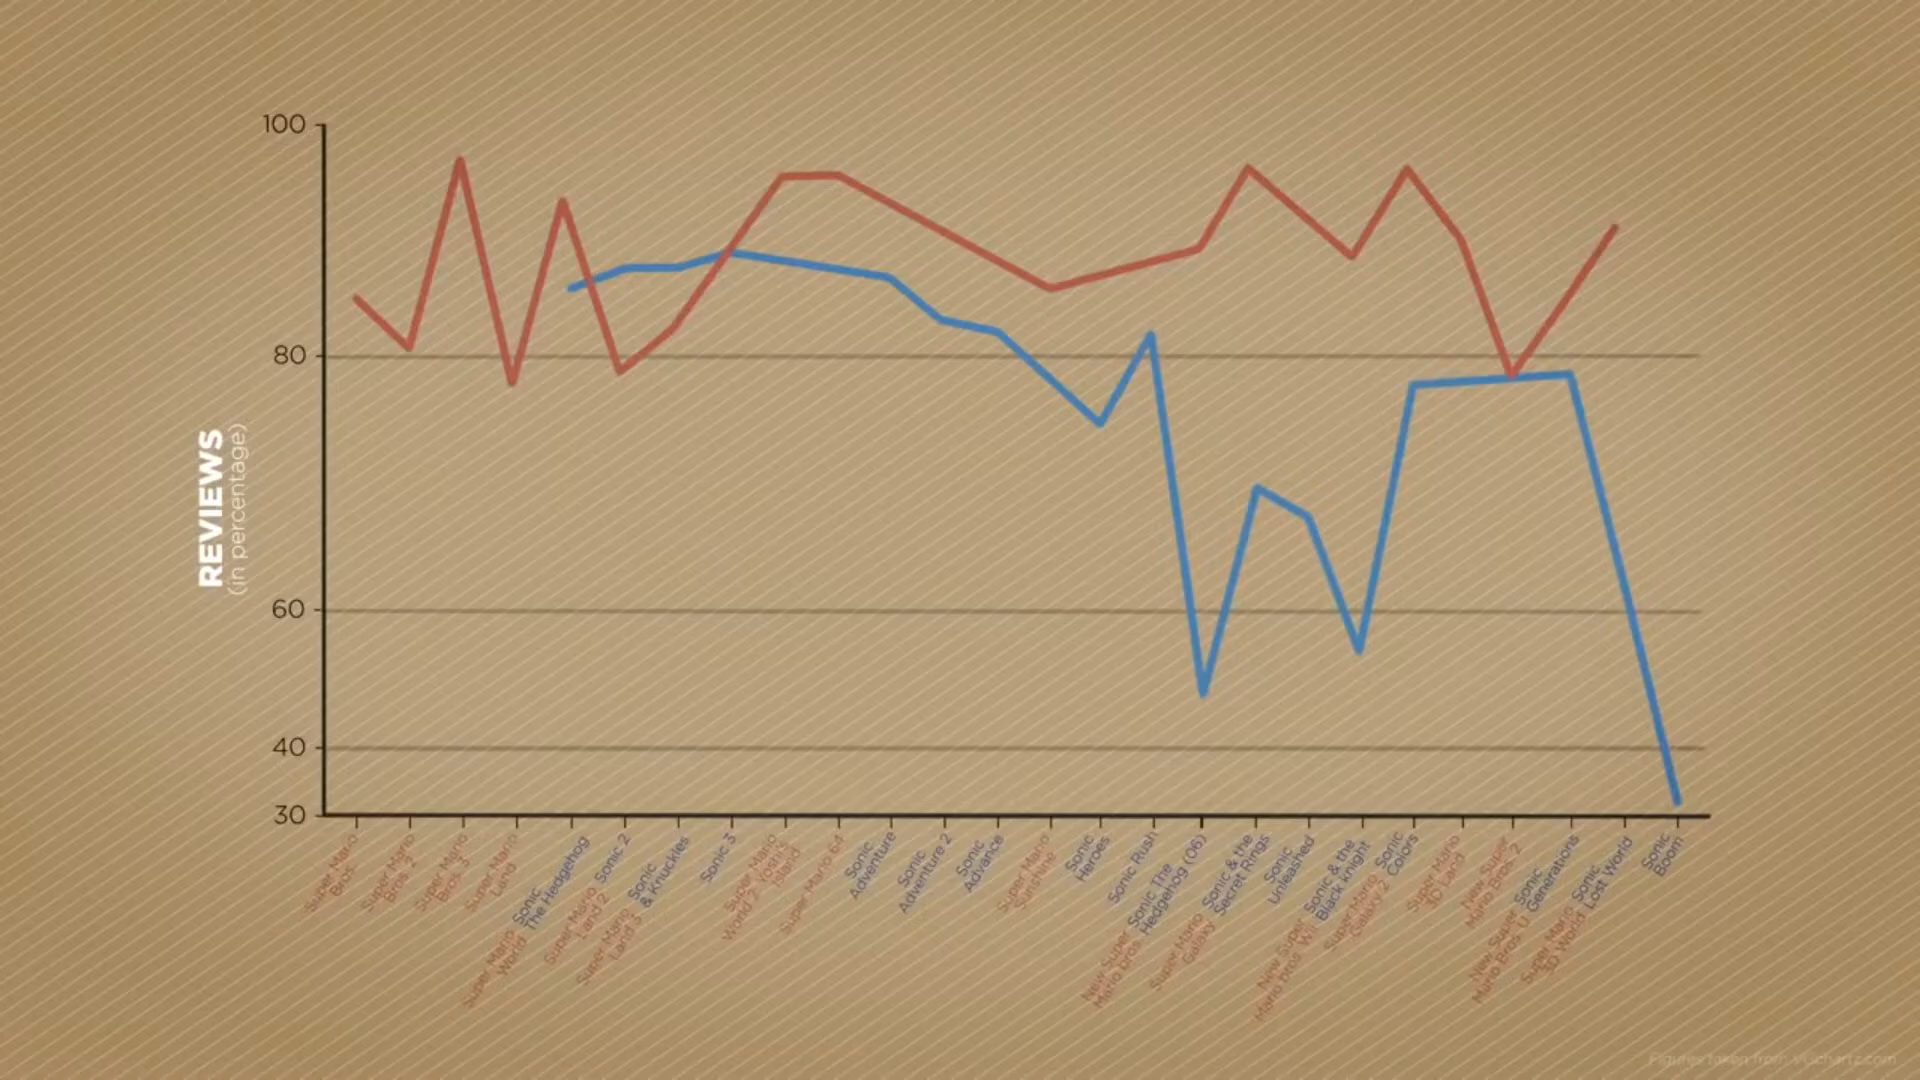 100
80
60
40
30
REVIEWS
(in percentage)
Super Mario
Bros
Super Mario
Bros 2
Super Mario
Bros 3
Super Mario
Land
Sonic
The Hedgehog
Super Mario
World
Sonic 2
Super Mario
Land 2
Sonic
& Knuckles
Super Mario
Land 3
Sonic 3
Super Mario
World 2: Yoshi's
Island
Super Mario 64
Sonic
Adventure
Sonic
Adventure 2
Sonic
Advance
Super Mario
Sunshine
Sonic
Heroes
Sonic Rush
Sonic The
Hedgehog (06)
New Super
Mario bros.
Sonic & the
Secret Rings
Super Mario
Galaxy
Sonic
Unleashed
Sonic & the
Black Knight
New Super
Mario bros Wii
Sonic
Colors
Super Mario
Galaxy 2
Super Mario
3D Land
New Super
Mario Bros. 2
Sonic
Generations
New Super
Mario Bros. U
Sonic
Lost World
Super Mario
3D World
Sonic
Boom
Figures taken from VGchartz.com